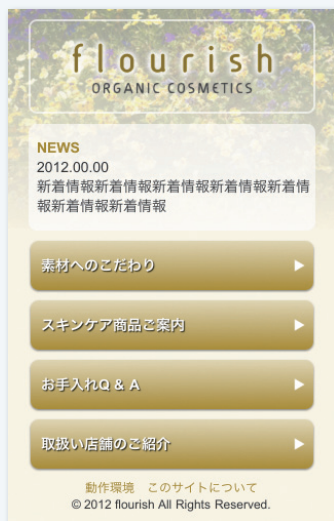 flourish
ORGANIC COSMETICS
NEWS
2012.00.00
新着情報新着情報新着情報新着情報新着情
報新着情報新着情報
素材へのこだわり
スキンケア商品ご案内
お手入れQ & A
取扱い店舗のご紹介
動作環境 このサイトについて
© 2012 flourish All Rights Reserved.